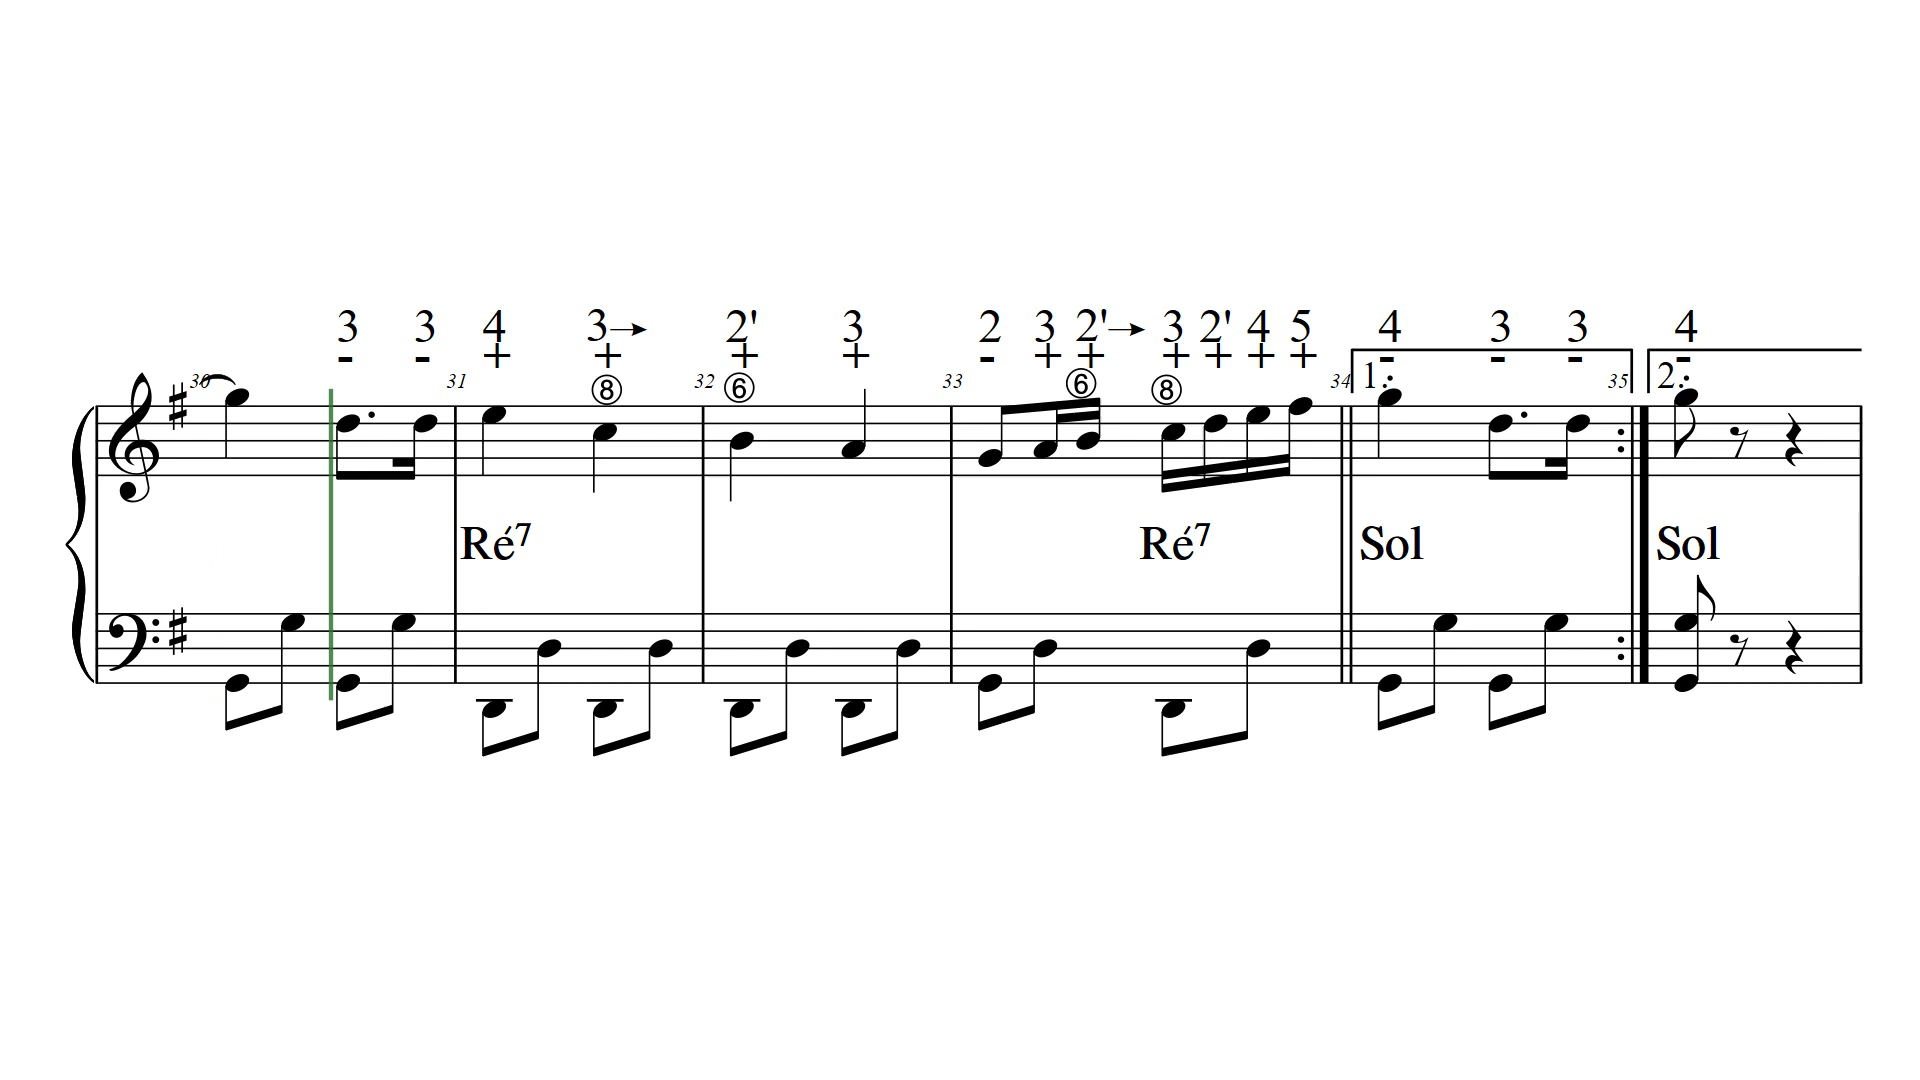 3 3 4 3→ 2' 3 2 3 2'→ 3 2' 4 5 4 3 3 4
- - + + + + - + + + + + + - - - -
30 31 ⑧ 32 ⑥ 33 ⑥ ⑧ 34 1. 35 2.
Ré7 Ré7 Sol Sol